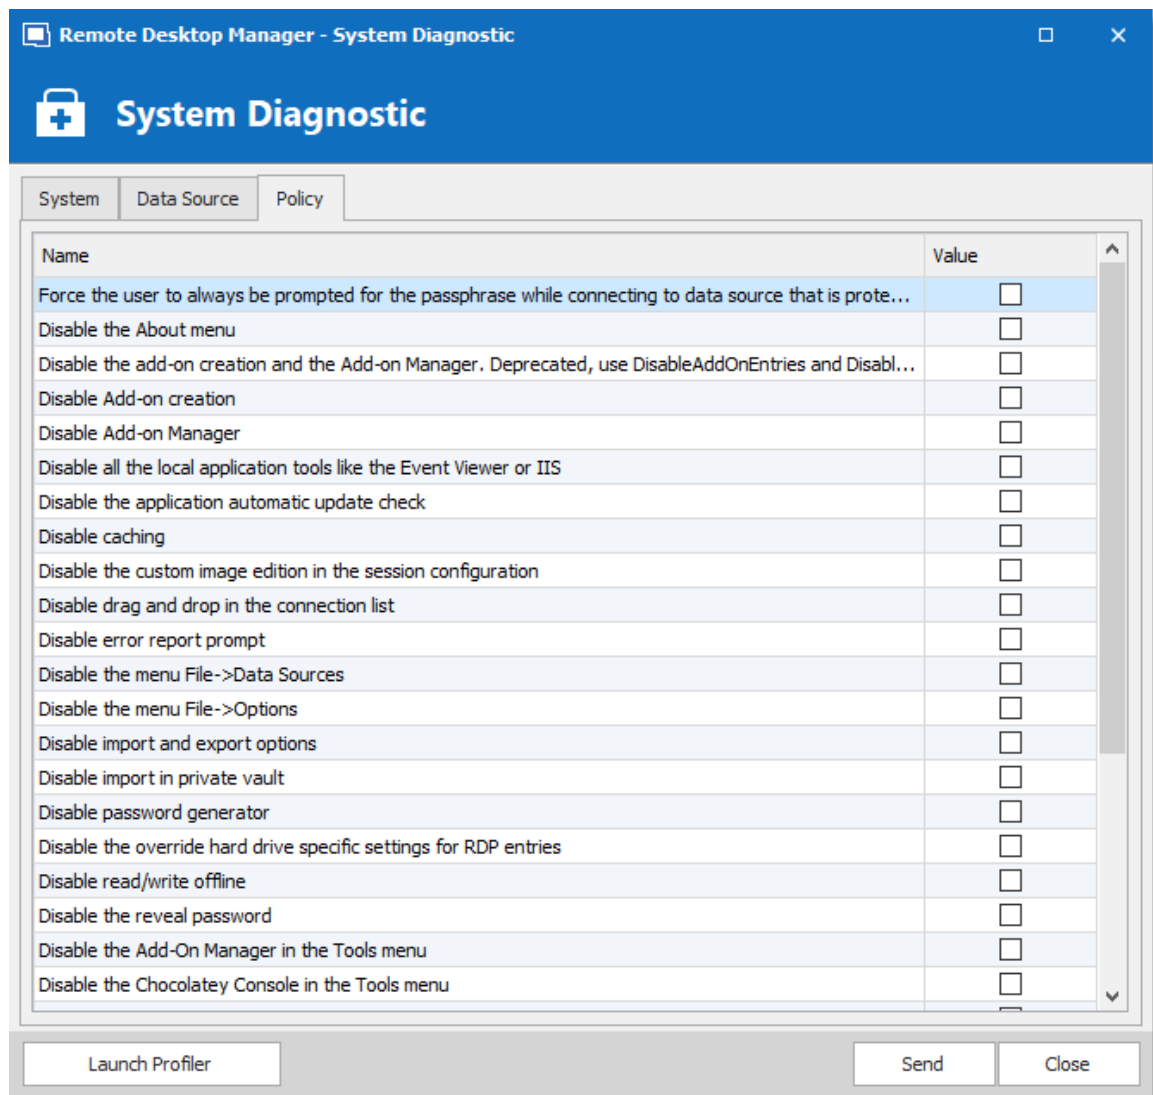 Remote Desktop Manager - System Diagnostic
System Diagnostic
System Data Source Policy
Name Value
Force the user to always be prompted for the passphrase while connecting to data source that is prote...
Disable the About menu
Disable the add-on creation and the Add-on Manager. Deprecated, use DisableAddOnEntries and Disabl...
Disable Add-on creation
Disable Add-on Manager
Disable all the local application tools like the Event Viewer or IIS
Disable the application automatic update check
Disable caching
Disable the custom image edition in the session configuration
Disable drag and drop in the connection list
Disable error report prompt
Disable the menu File->Data Sources
Disable the menu File->Options
Disable import and export options
Disable import in private vault
Disable password generator
Disable the override hard drive specific settings for RDP entries
Disable read/write offline
Disable the reveal password
Disable the Add-On Manager in the Tools menu
Disable the Chocolatey Console in the Tools menu
Launch Profiler Send Close